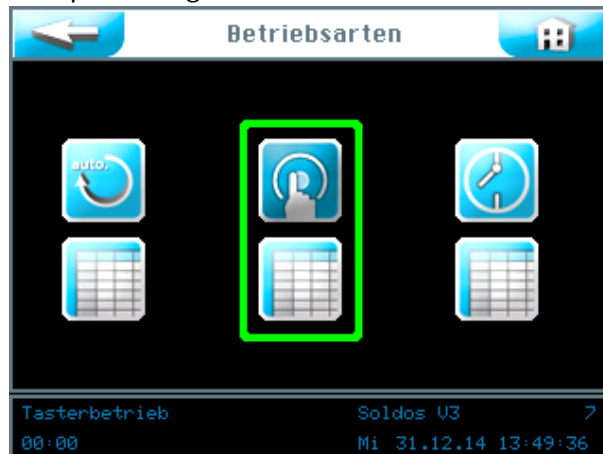 Betriebsarten
auto.
Tasterbetrieb Soldos V3 7
00:00 Mi 31.12.14 13:49:36